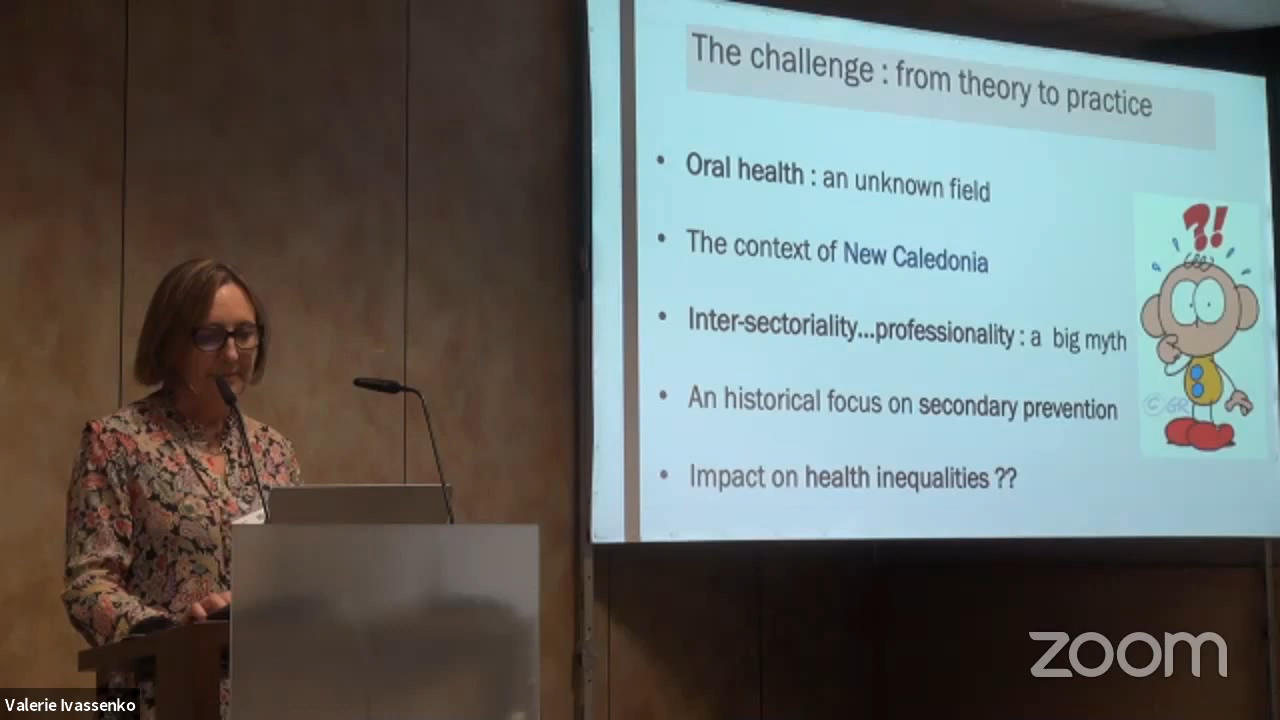 The challenge : from theory to practice
• Oral health : an unknown field
• The context of New Caledonia
• Inter-sectoriality...professionality : a big myth
• An historical focus on secondary prevention
• Impact on health inequalities ??
?!
© GR
zoom
Valerie Ivassenko